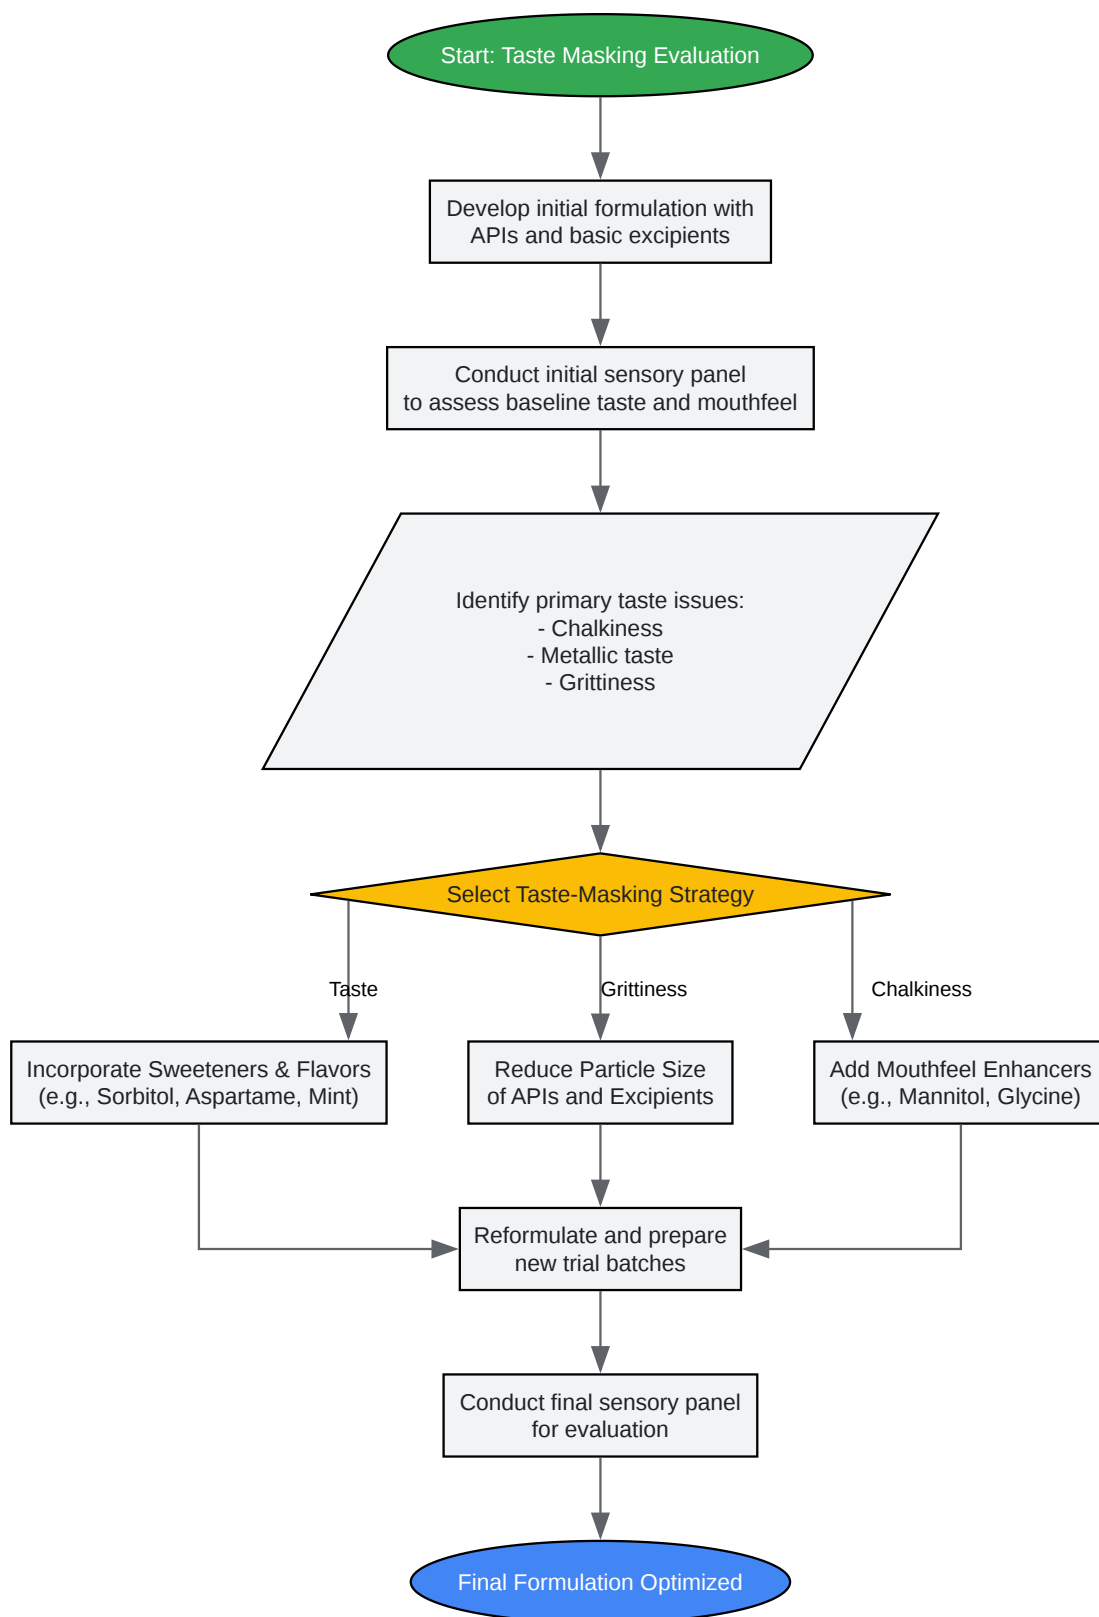 Start: Taste Masking Evaluation
Develop initial formulation with
APIs and basic excipients
Conduct initial sensory panel
to assess baseline taste and mouthfeel
Identify primary taste issues:
- Chalkiness
- Metallic taste
- Grittiness
Select Taste-Masking Strategy
Taste
Grittiness
Chalkiness
Incorporate Sweeteners & Flavors
(e.g., Sorbitol, Aspartame, Mint)
Reduce Particle Size
of APIs and Excipients
Add Mouthfeel Enhancers
(e.g., Mannitol, Glycine)
Reformulate and prepare
new trial batches
Conduct final sensory panel
for evaluation
Final Formulation Optimized